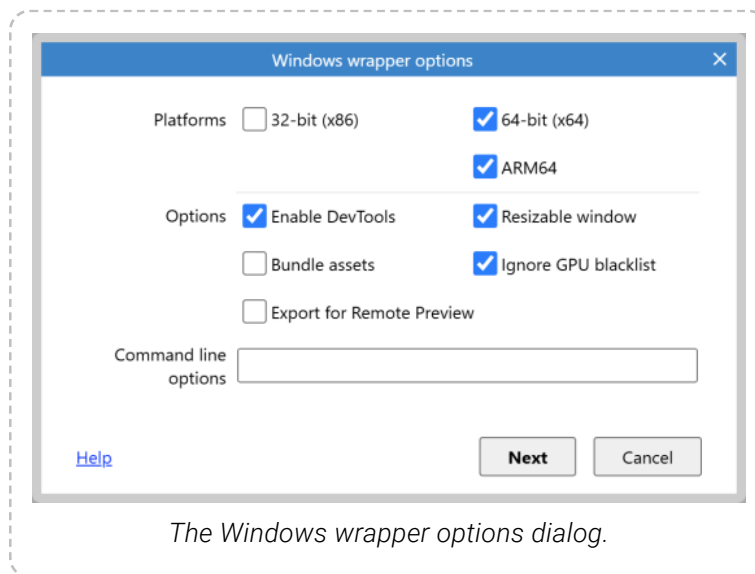 Windows wrapper options
Platforms 32-bit (x86) 64-bit (x64)
ARM64
Options Enable DevTools Resizable window
Bundle assets Ignore GPU blacklist
Export for Remote Preview
Command line
options
Help Next Cancel
The Windows wrapper options dialog.